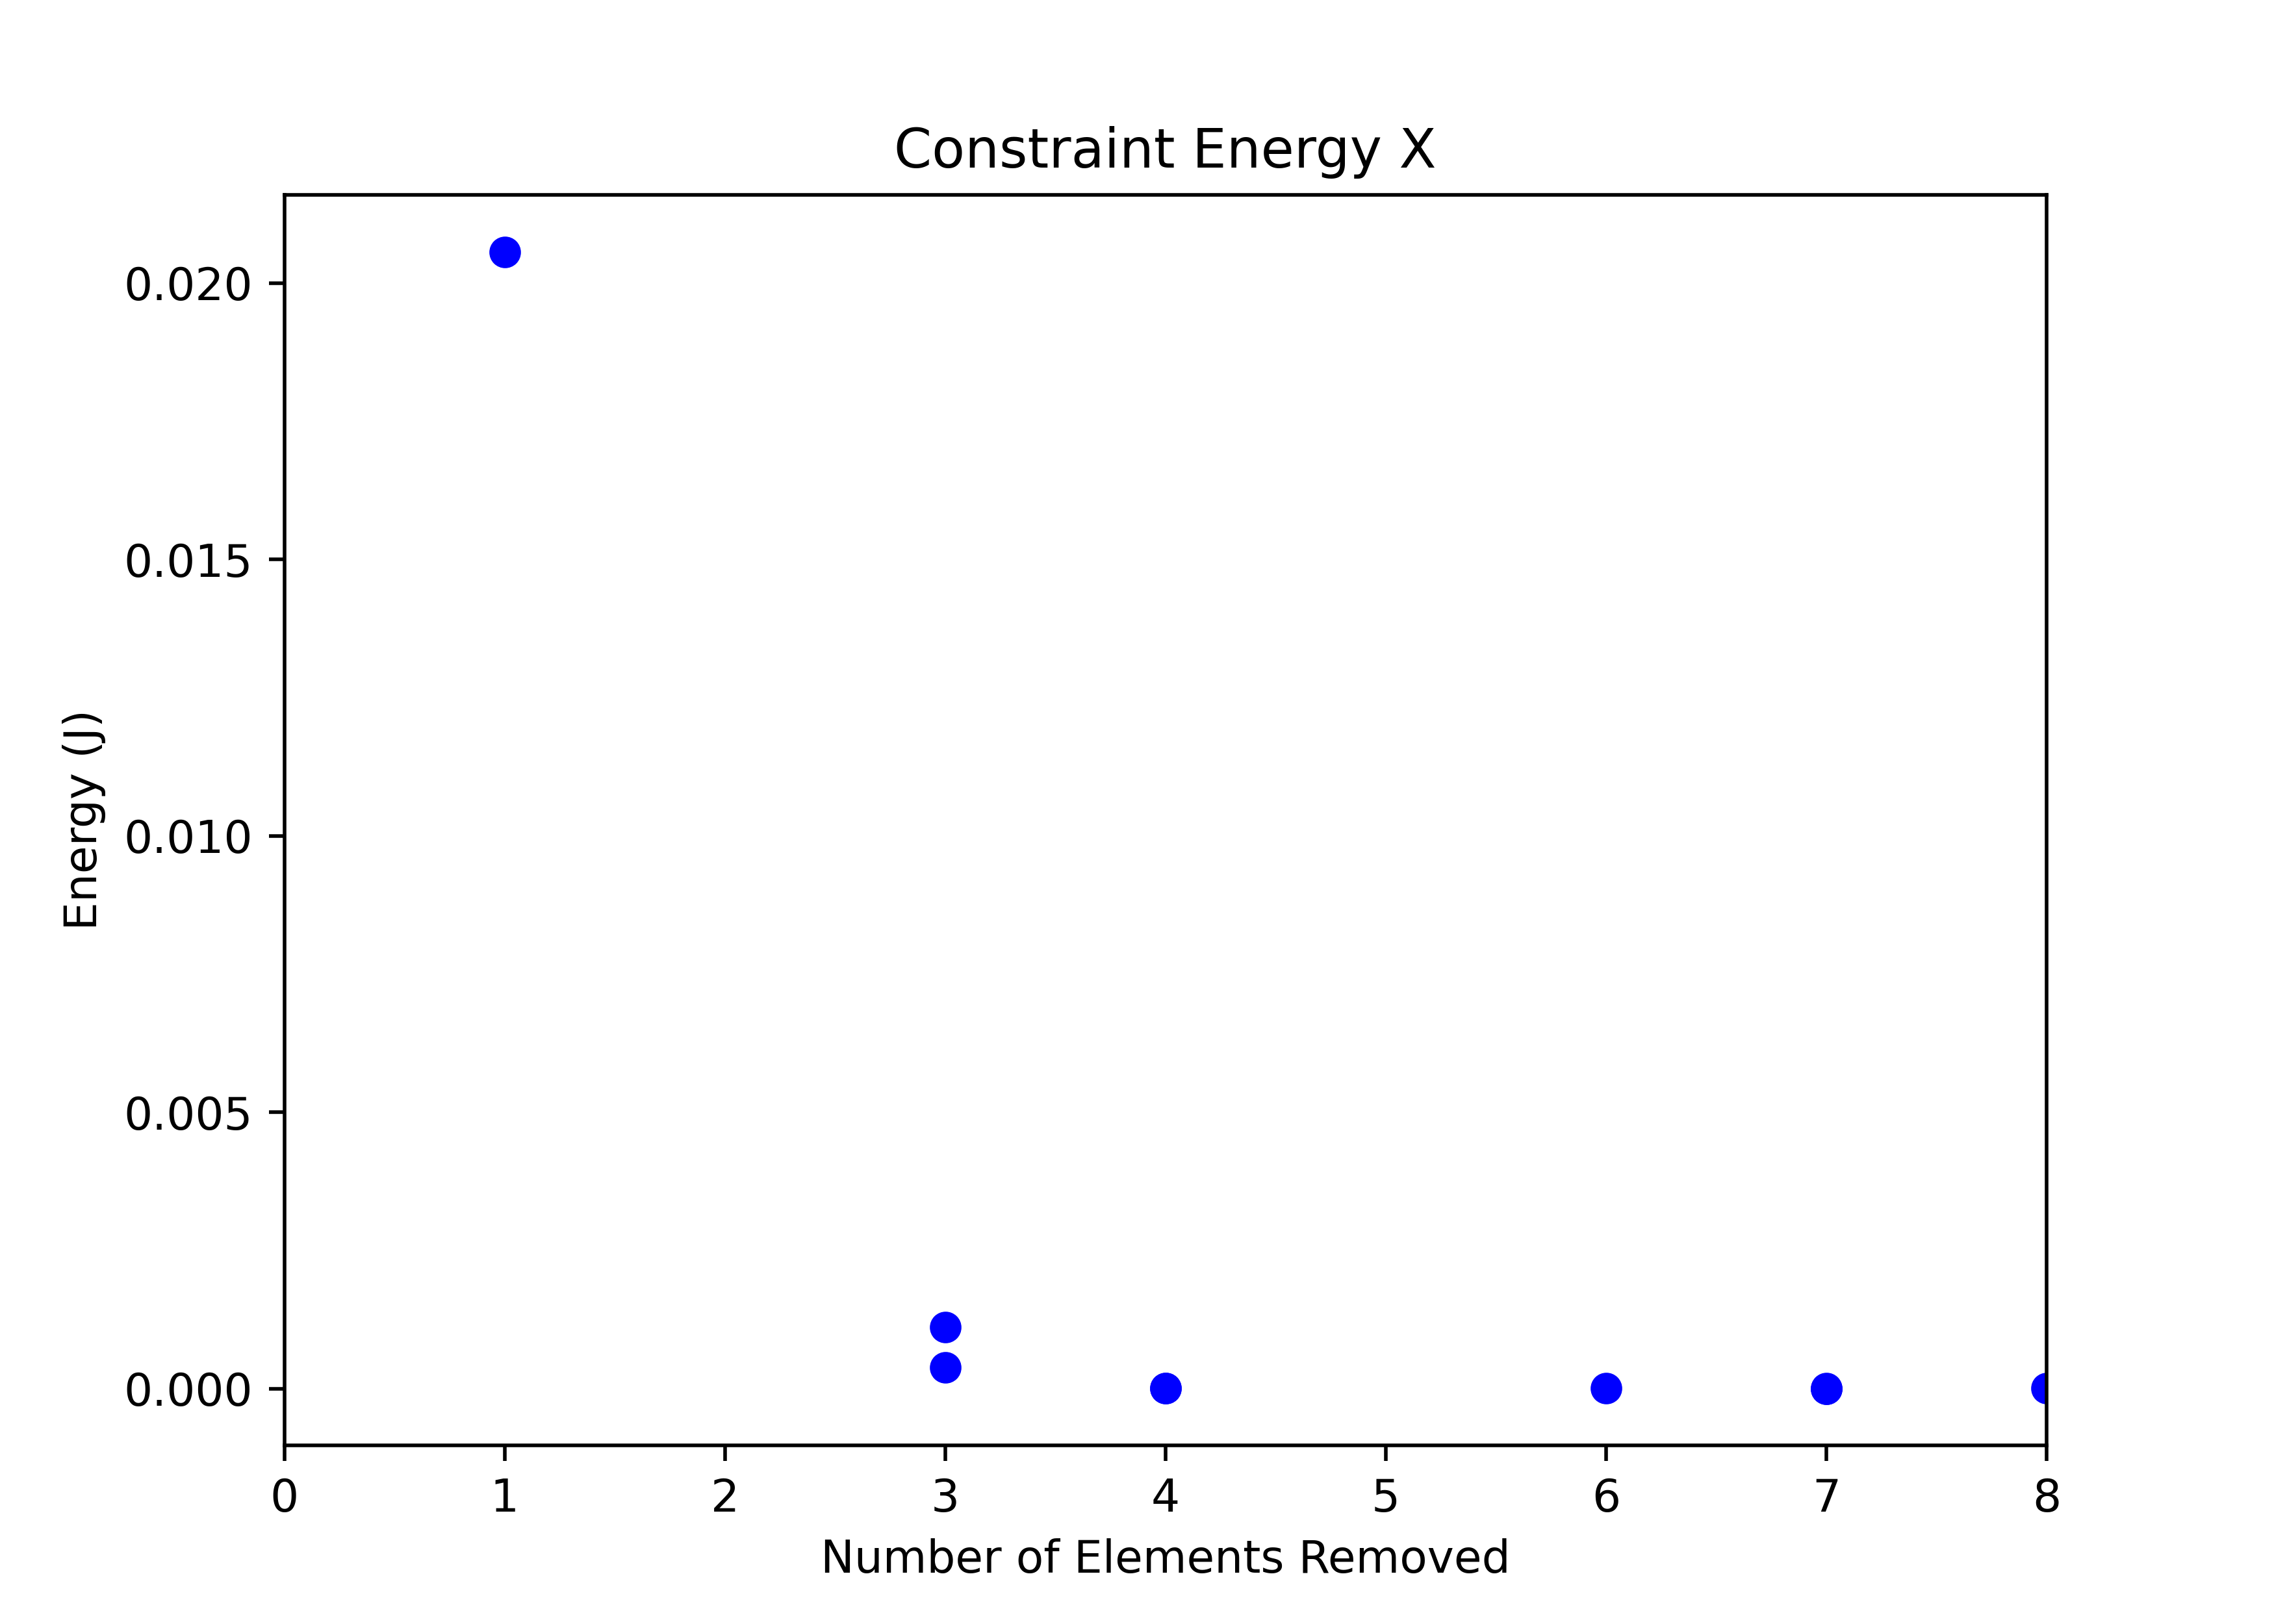 Constraint Energy X
0.020
0.015
0.010
0.005
0.000
Energy (J)
0 1 2 3 4 5 6 7 8
Number of Elements Removed